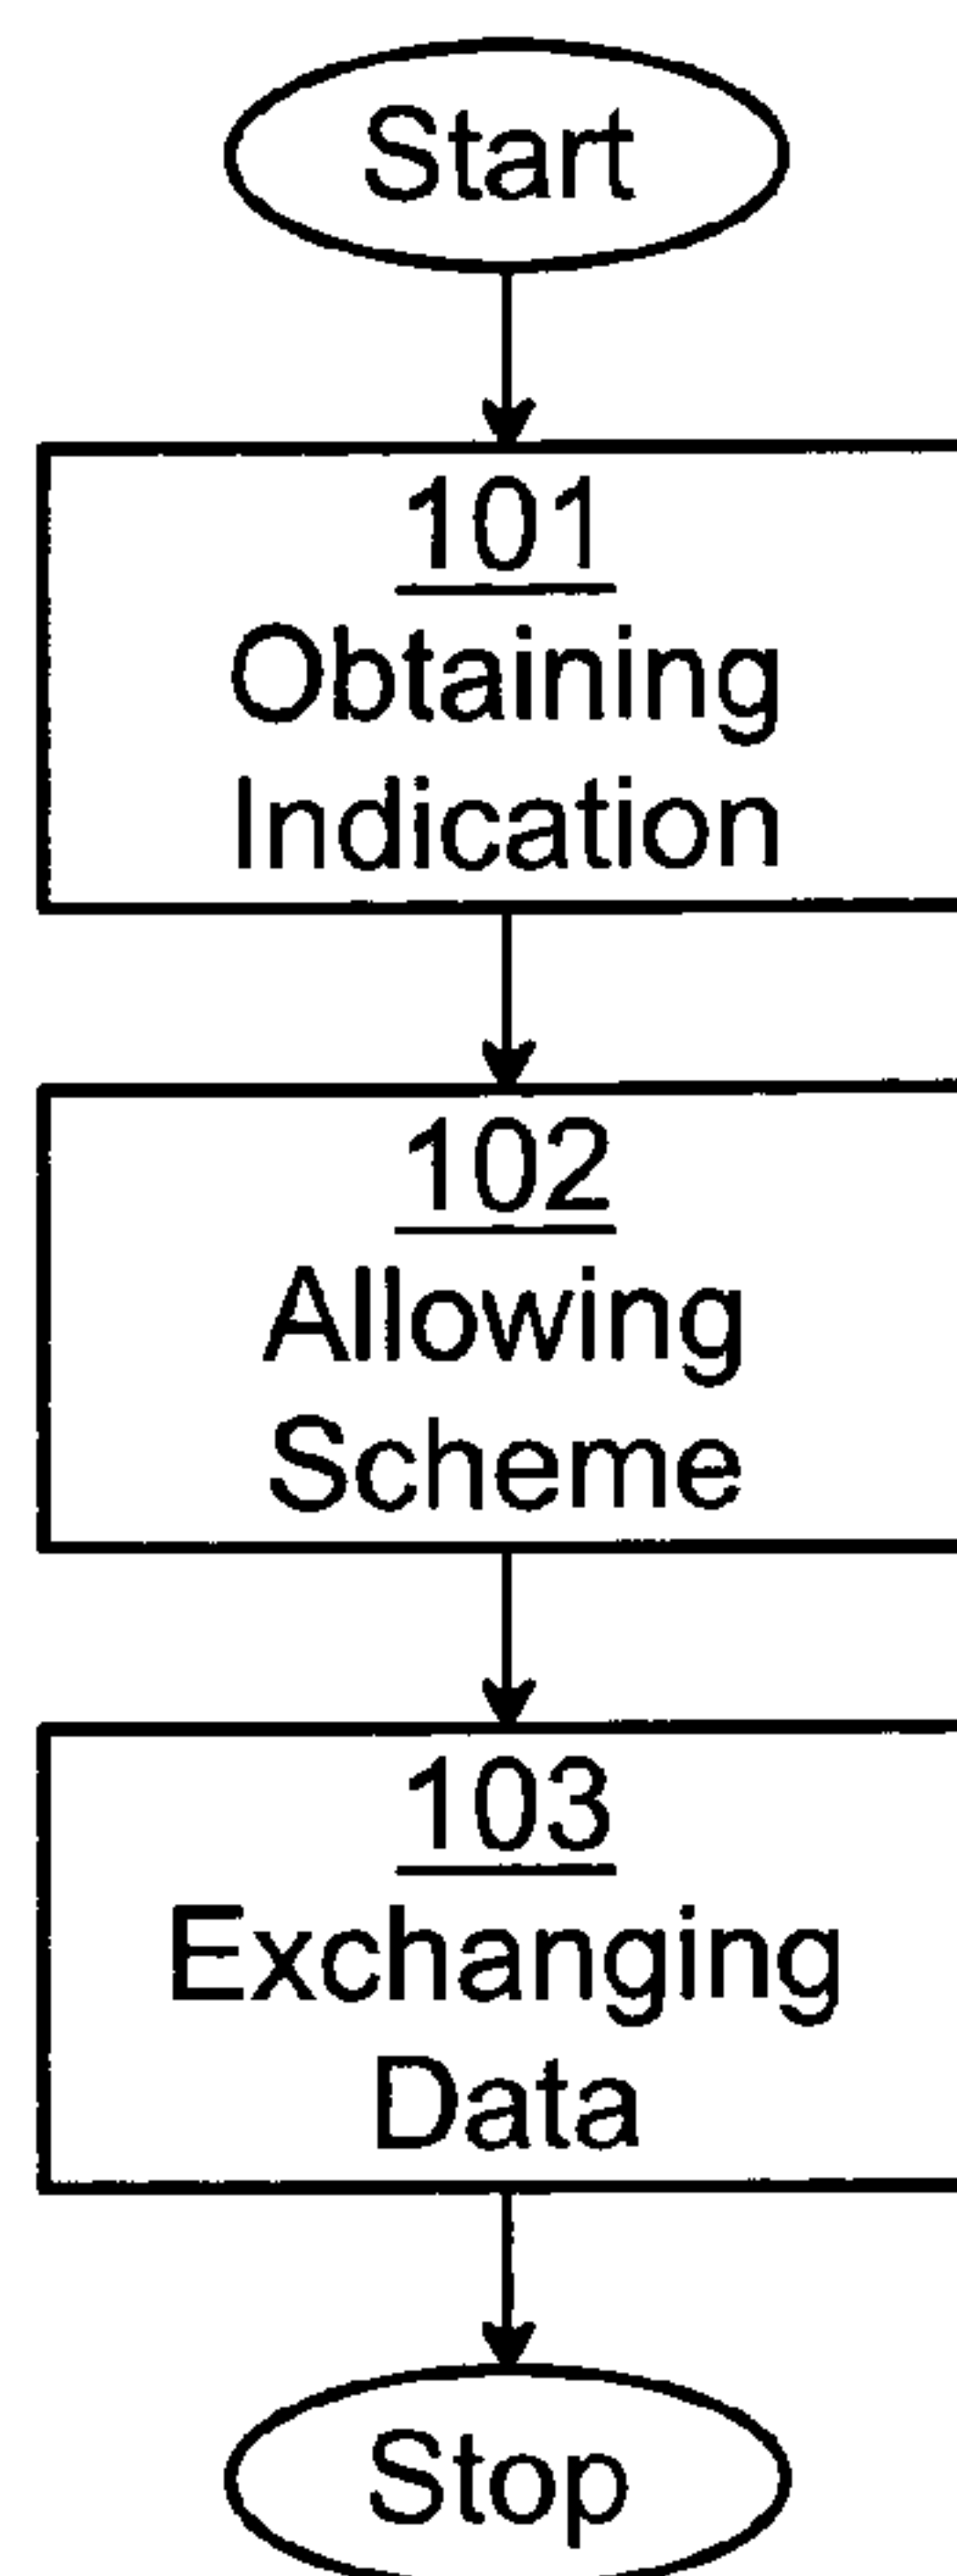 Start
101
Obtaining
Indication
102
Allowing
Scheme
103
Exchanging
Data
Stop